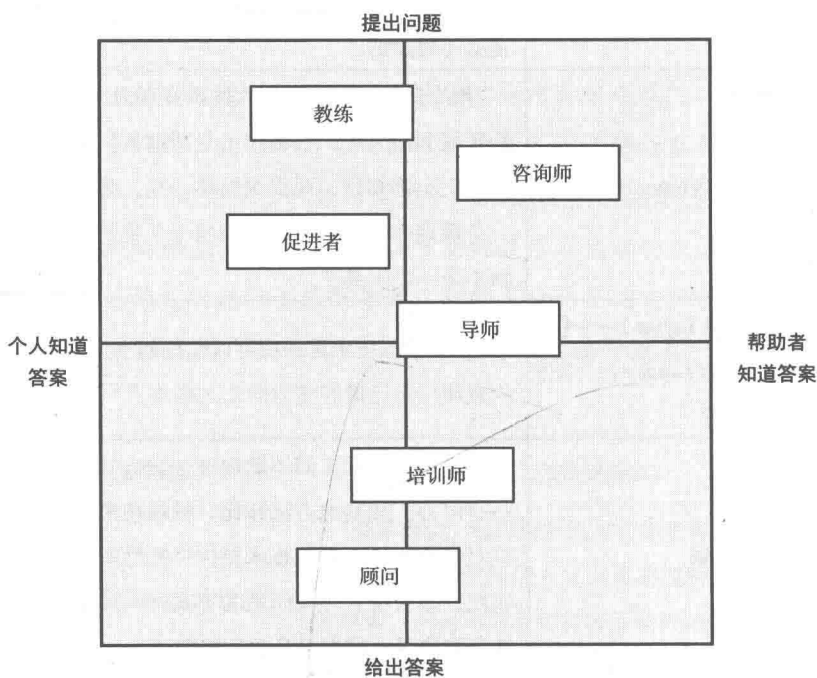 提出问题
教练
咨询师
促进者
导师
个人知道
答案
帮助者
知道答案
培训师
顾问
给出答案